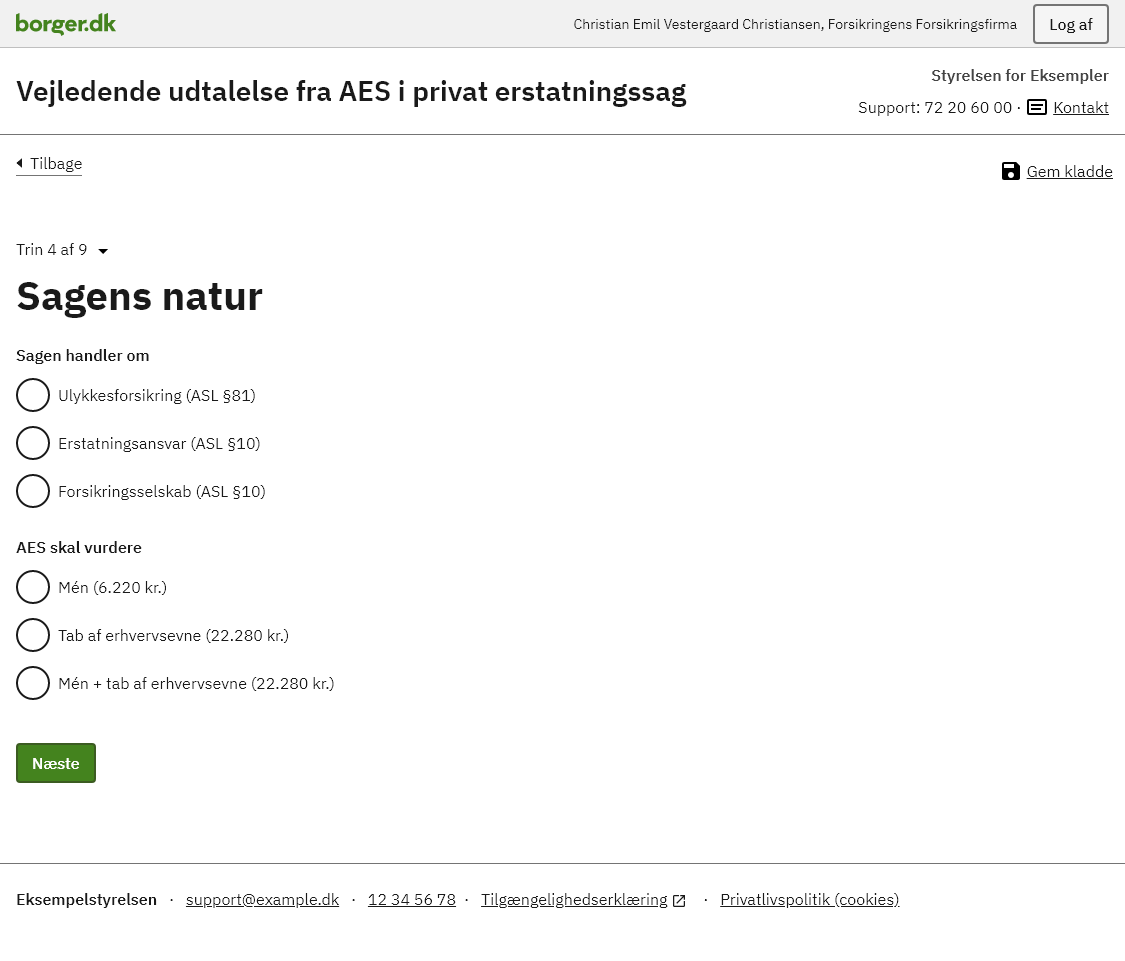 borger.dk
Christian Emil Vestergaard Christiansen, Forsikringens Forsikringsfirma
Log af
Vejledende udtalelse fra AES i privat erstatningssag
Styrelsen for Eksempler
Support: 72 20 60 00 · Kontakt
Tilbage
Gem kladde
Trin 4 af 9
Sagens natur
Sagen handler om
Ulykkesforsikring (ASL §81)
Erstatningsansvar (ASL §10)
Forsikringsselskab (ASL §10)
AES skal vurdere
Mén (6.220 kr.)
Tab af erhvervsevne (22.280 kr.)
Mén + tab af erhvervsevne (22.280 kr.)
Næste
Eksempelstyrelsen · support@example.dk · 12 34 56 78 · Tilgængelighedserklæring · Privatlivspolitik (cookies)